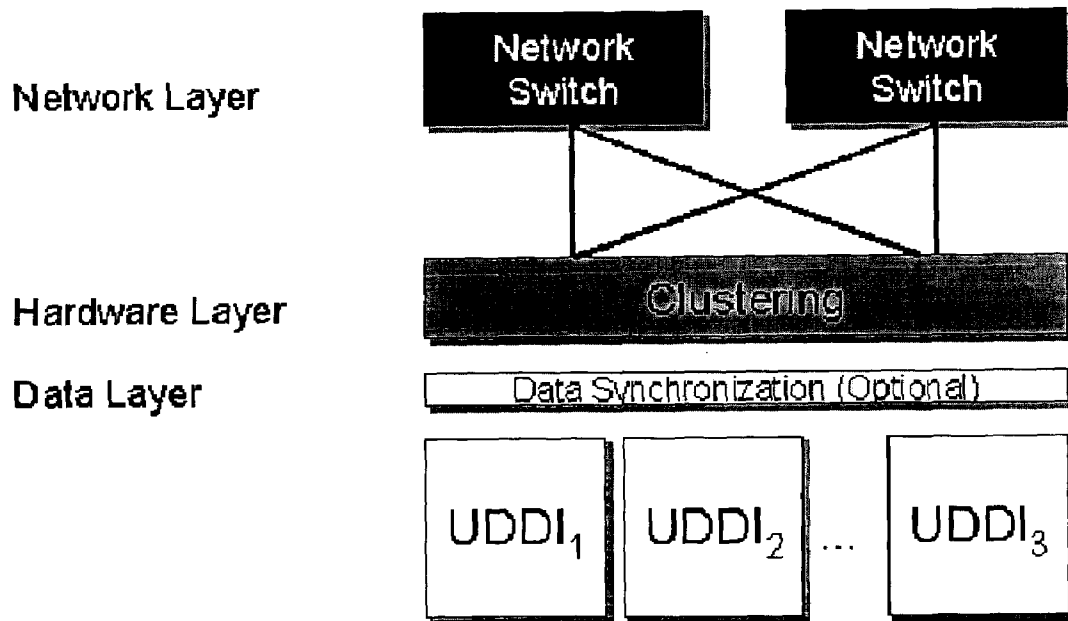 Network Layer
Network
Switch
Network
Switch
Hardware Layer
Clustering
Data Layer
Data Synchronization (Optional)
UDDI₁
UDDI₂
...
UDDI₃